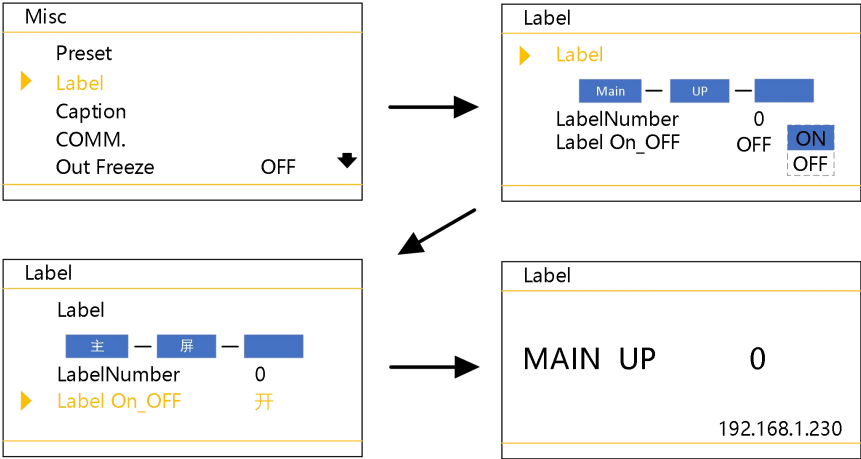 Misc
Preset
Label
Caption
COMM.
Out Freeze OFF
Label
Label
Main UP
LabelNumber 0
Label On_OFF OFF ON
OFF
Label
Label
主 屏
LabelNumber 0
Label On_OFF 开
Label
MAIN UP 0
192.168.1.230